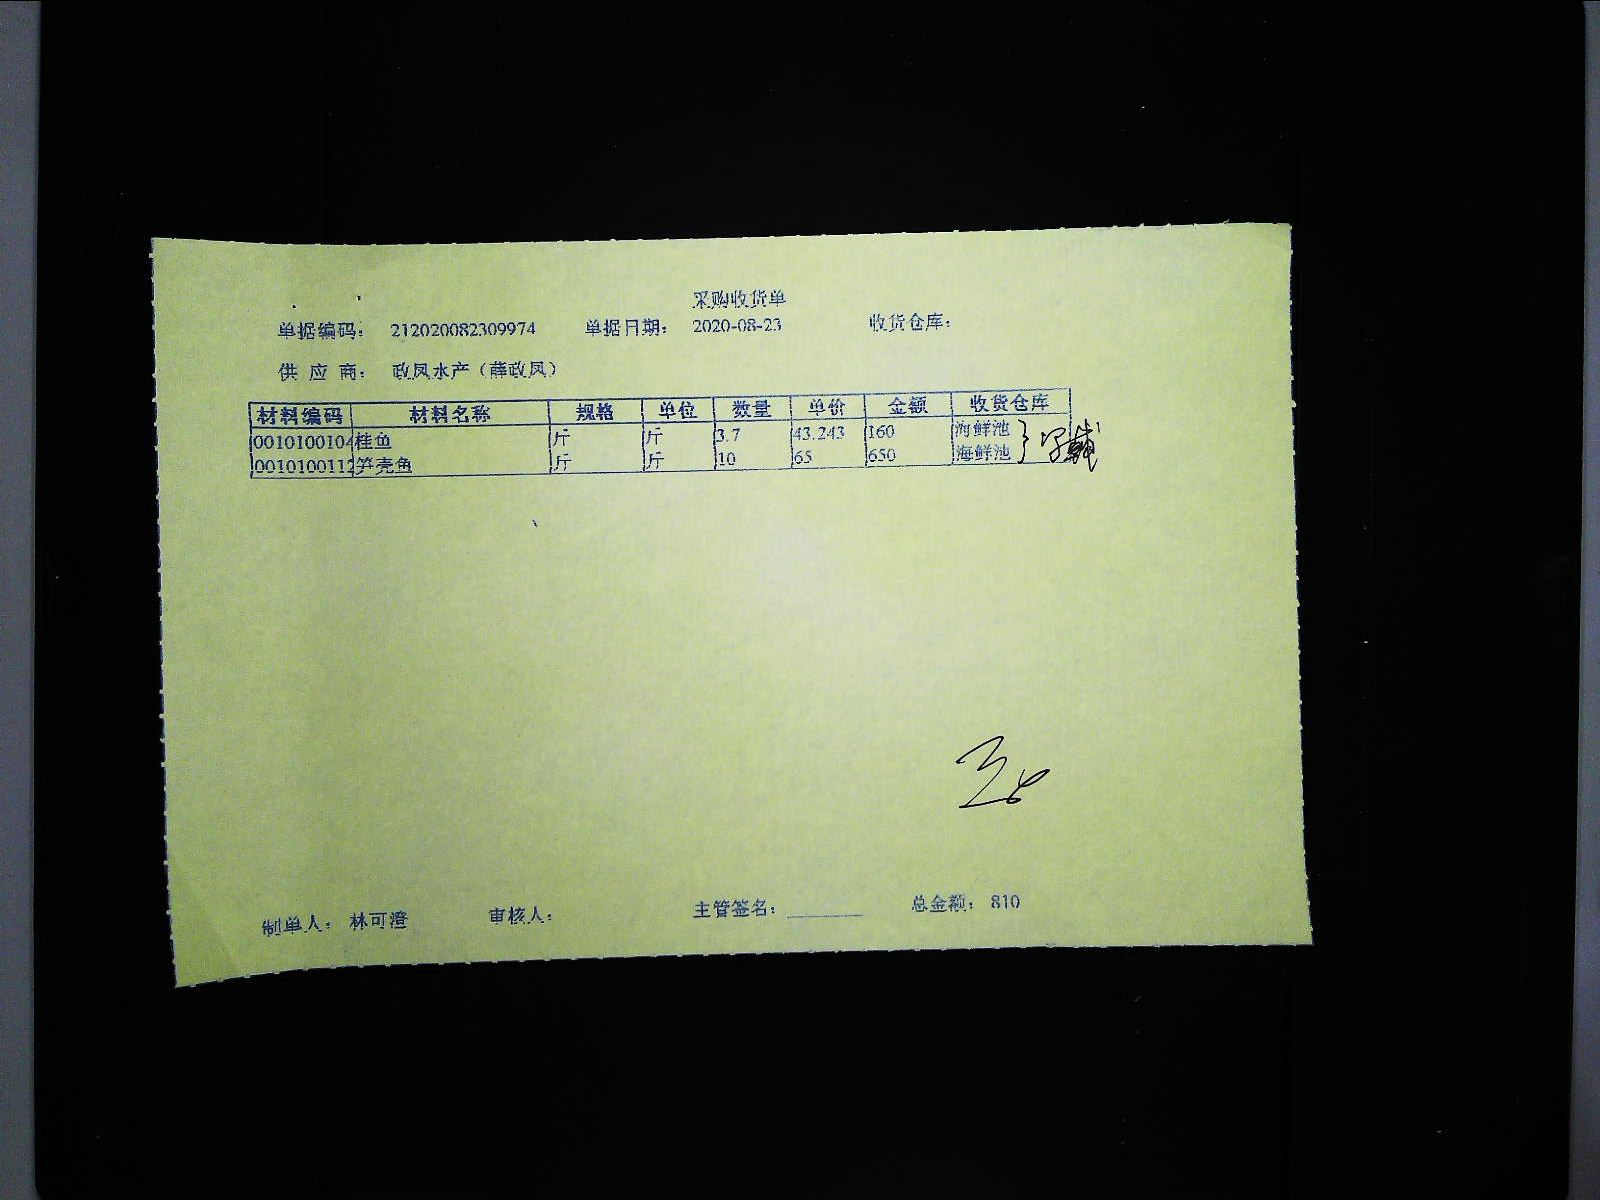 采购收货单
单据编码： 212020082309974 单据日期： 2020-08-23 收货仓库：
供 应 商： 政凤水产（薛政凤）
材料编码 材料名称 规格 单位 数量 单价 金额 收货仓库
0010100104 桂鱼 斤 斤 3.7 43.243 160 海鲜池
0010100112 笋壳鱼 斤 斤 10 65 650 海鲜池
制单人： 林可澄 审核人： 主管签名： 总金额： 810